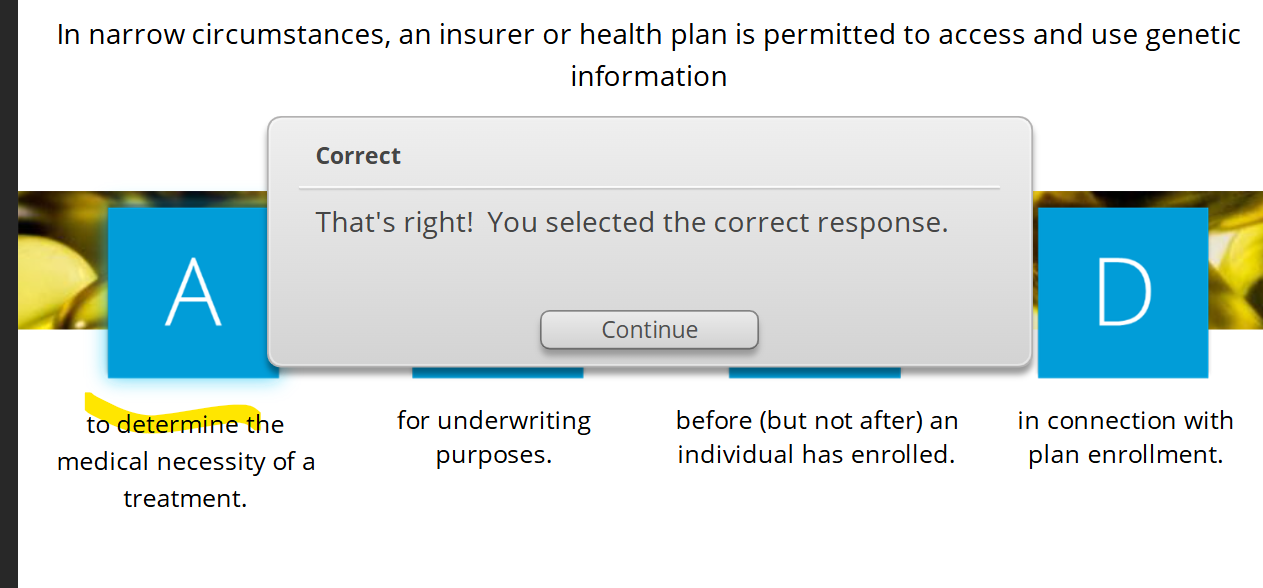 In narrow circumstances, an insurer or health plan is permitted to access and use genetic
information
Correct
That's right!  You selected the correct response.
Continue
A
D
to determine the
medical necessity of a
treatment.
for underwriting
purposes.
before (but not after) an
individual has enrolled.
in connection with
plan enrollment.